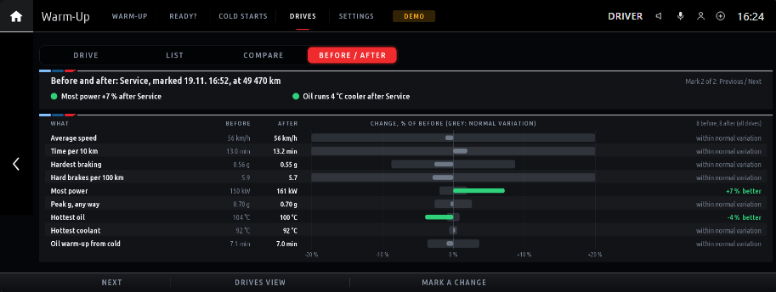 Warm-Up WARM-UP READY? COLD STARTS DRIVES SETTINGS DEMO DRIVER 16:24
DRIVE LIST COMPARE BEFORE / AFTER
Before and after: Service, marked 19.11. 16:52, at 49 470 km Mark 2 of 2: Previous / Next
Most power +7 % after Service Oil runs 4 °C cooler after Service
WHAT BEFORE AFTER CHANGE, % OF BEFORE (GREY: NORMAL VARIATION) 8 before, 8 after (all drives)
Average speed 56 km/h 56 km/h within normal variation
Time per 10 km 13.0 min 13.2 min within normal variation
Hardest braking 0.56 g 0.55 g within normal variation
Hard brakes per 100 km 5.9 5.7 within normal variation
Most power 150 kW 161 kW +7 % better
Peak g, any way 0.70 g 0.70 g within normal variation
Hottest oil 104 °C 100 °C -4 % better
Hottest coolant 92 °C 92 °C within normal variation
Oil warm-up from cold 7.1 min 7.0 min within normal variation
-20 % -10 % 0 % +10 % +20 %
NEXT DRIVES VIEW MARK A CHANGE